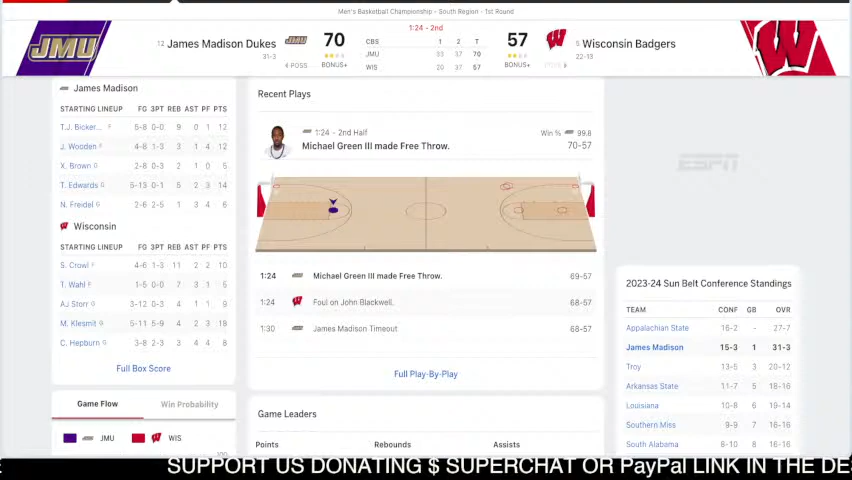 Men's Basketball Championship - South Region - 1st Round
JMU
12 James Madison Dukes
31-3
JMU
POSS
70
BONUS+
1:24 - 2nd
CBS 1 2 T
JMU 33 37 70
WIS 20 37 57
57
BONUS+
W
5 Wisconsin Badgers
22-13
W
James Madison
STARTING LINEUP FG 3PT REB AST PF PTS
T.J. Bicker... F 5-8 0-0 9 0 1 12
J. Wooden F 4-8 1-3 3 1 4 12
X. Brown G 2-8 0-3 2 1 0 5
T. Edwards G 5-13 0-1 5 2 3 14
N. Freidel G 2-6 2-5 1 3 4 6
Wisconsin
STARTING LINEUP FG 3PT REB AST PF PTS
S. Crowl F 4-6 1-3 11 2 2 10
T. Wahl F 1-5 0-0 7 3 1 5
AJ Storr G 3-12 0-3 4 1 1 9
M. Klesmit G 5-11 5-9 4 2 3 18
C. Hepburn G 3-8 2-3 3 4 4 8
Full Box Score
Game Flow Win Probability
JMU WIS
100
Recent Plays
1:24 - 2nd Half
Michael Green III made Free Throw.
Win % 99.8
70-57
1:24 Michael Green III made Free Throw. 69-57
1:24 Foul on John Blackwell. 68-57
1:30 James Madison Timeout 68-57
Full Play-By-Play
Game Leaders
Points Rebounds Assists
ESPN
2023-24 Sun Belt Conference Standings
TEAM CONF GB OVR
Appalachian State 16-2 - 27-7
James Madison 15-3 1 31-3
Troy 13-5 3 20-12
Arkansas State 11-7 5 18-16
Louisiana 10-8 6 19-14
Southern Miss 9-9 7 16-16
South Alabama 8-10 8 16-16
SUPPORT US DONATING $ SUPERCHAT OR PayPal LINK IN THE DE